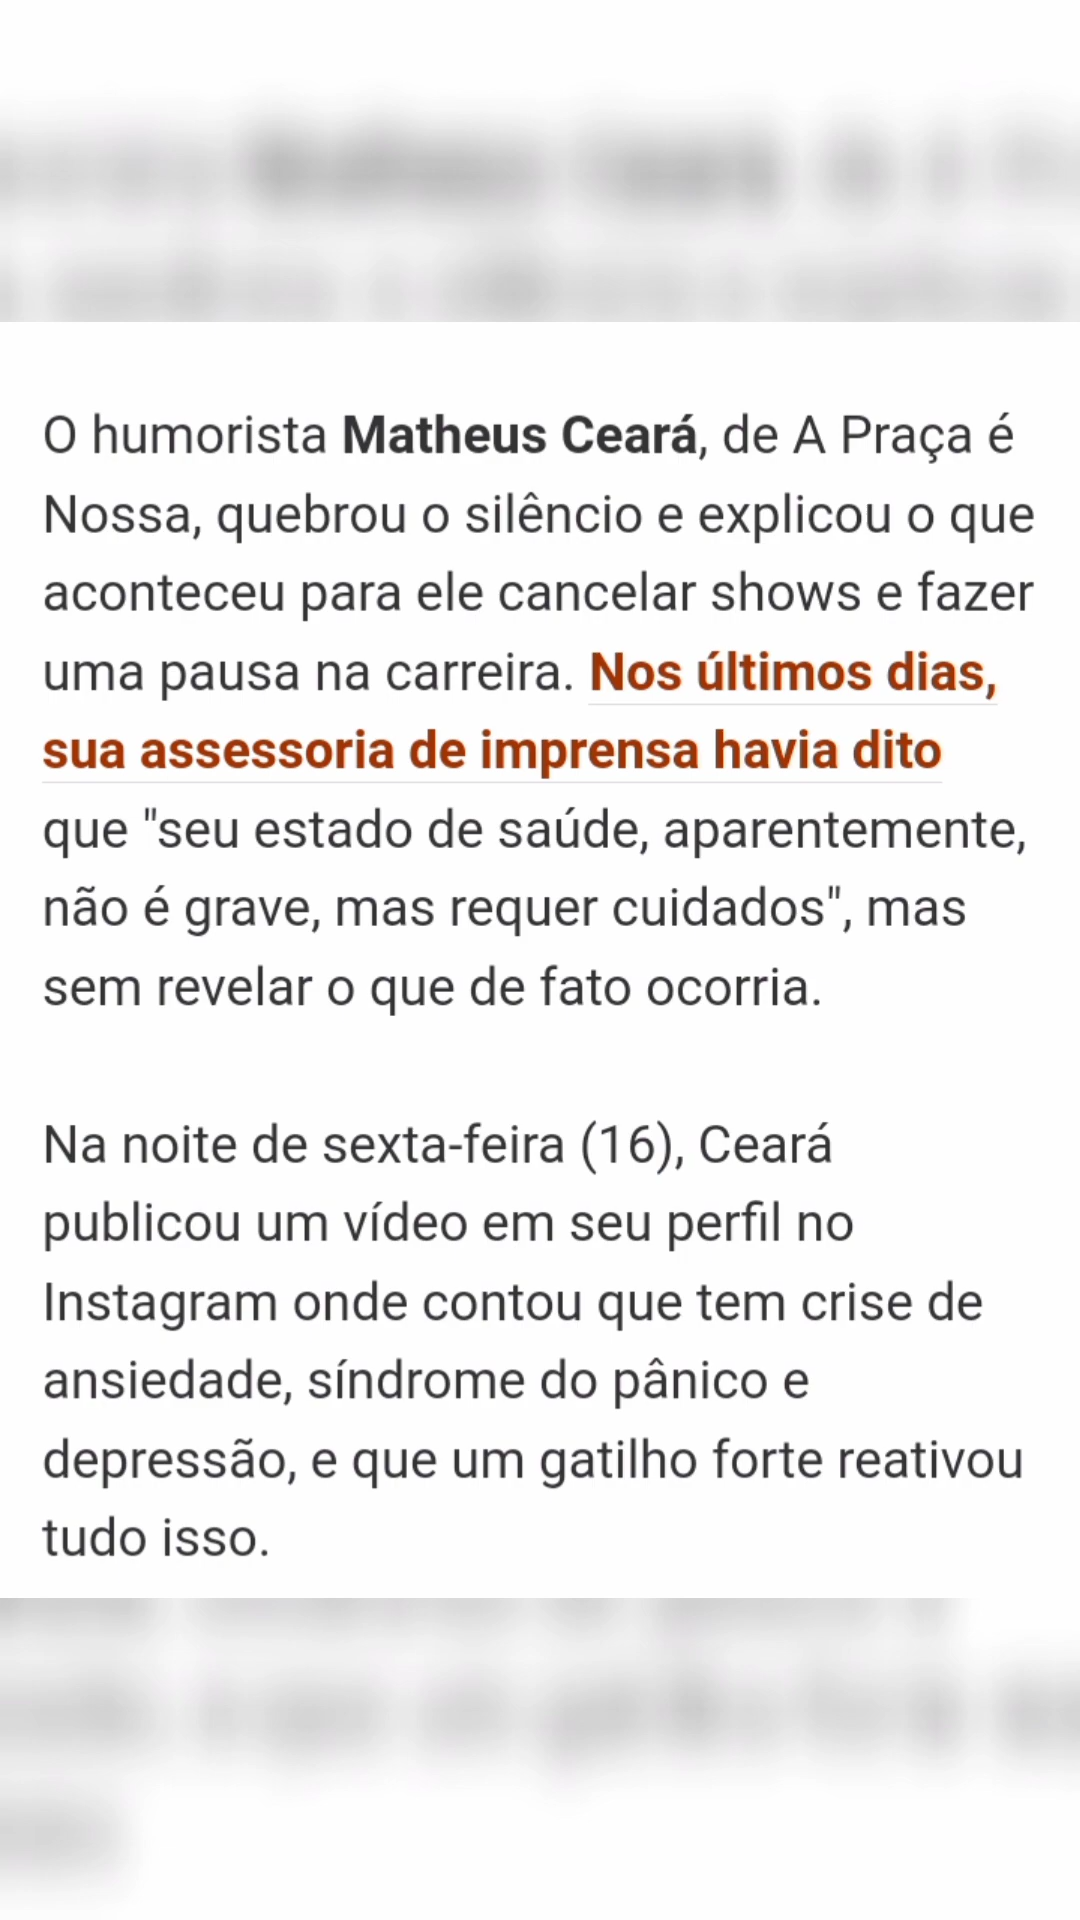 O humorista Matheus Ceará, de A Praça é
Nossa, quebrou o silêncio e explicou o que
aconteceu para ele cancelar shows e fazer
uma pausa na carreira. Nos últimos dias,
sua assessoria de imprensa havia dito
que "seu estado de saúde, aparentemente,
não é grave, mas requer cuidados", mas
sem revelar o que de fato ocorria.
Na noite de sexta-feira (16), Ceará
publicou um vídeo em seu perfil no
Instagram onde contou que tem crise de
ansiedade, síndrome do pânico e
depressão, e que um gatilho forte reativou
tudo isso.